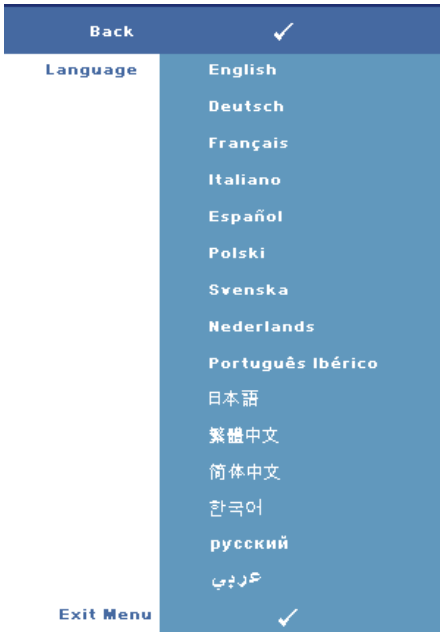 Back ✓
Language English
Deutsch
Français
Italiano
Español
Polski
Svenska
Nederlands
Português Ibérico
日本語
繁體中文
简体中文
한국어
русский
عربي
Exit Menu ✓